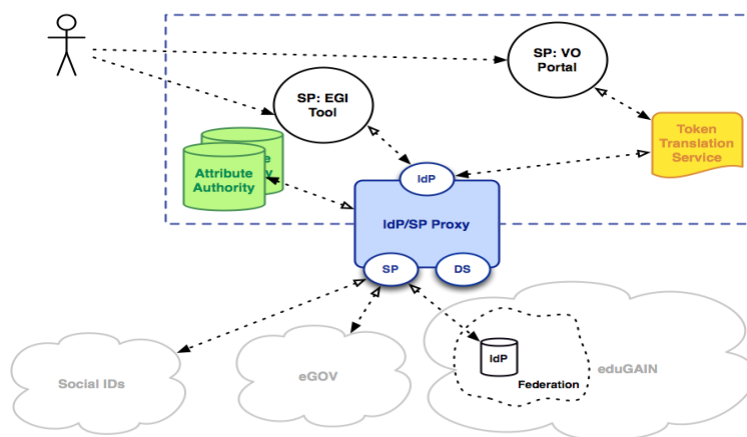 SP: VO
Portal
SP: EGI
Tool
Token
Translation
Service
Attribute
Authority
IdP
IdP/SP Proxy
SP
DS
Social IDs
eGOV
IdP
Federation
eduGAIN